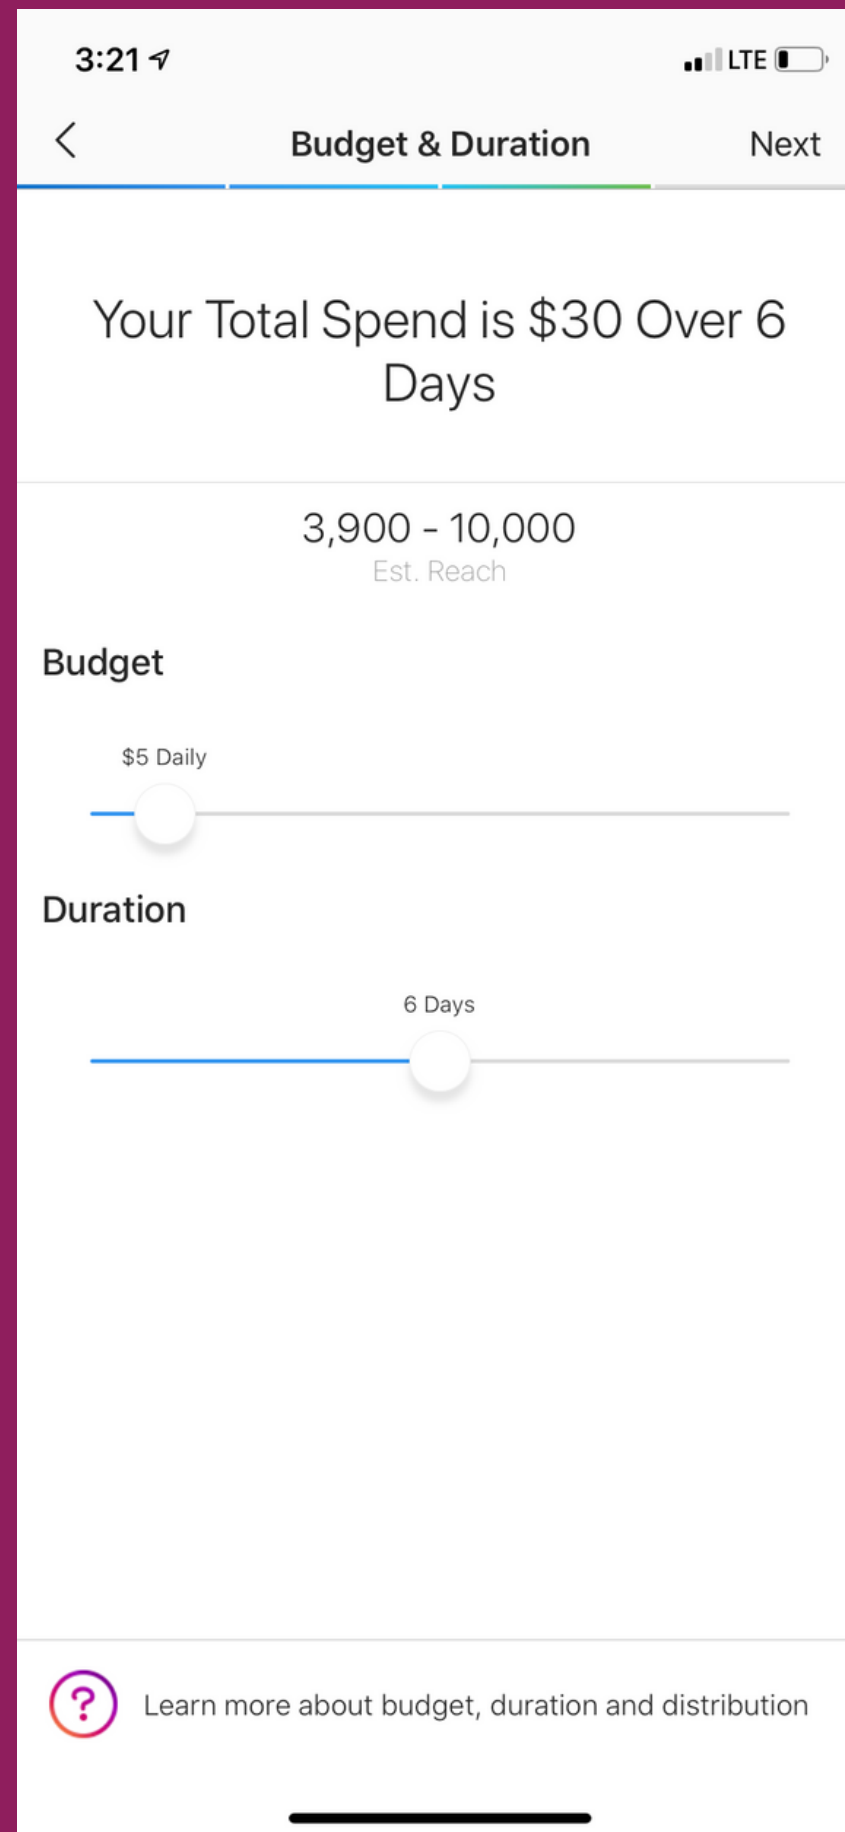 3:21
LTE
Budget & Duration
Next
Your Total Spend is $30 Over 6
Days
3,900 - 10,000
Est. Reach
Budget
$5 Daily
Duration
6 Days
?
Learn more about budget, duration and distribution